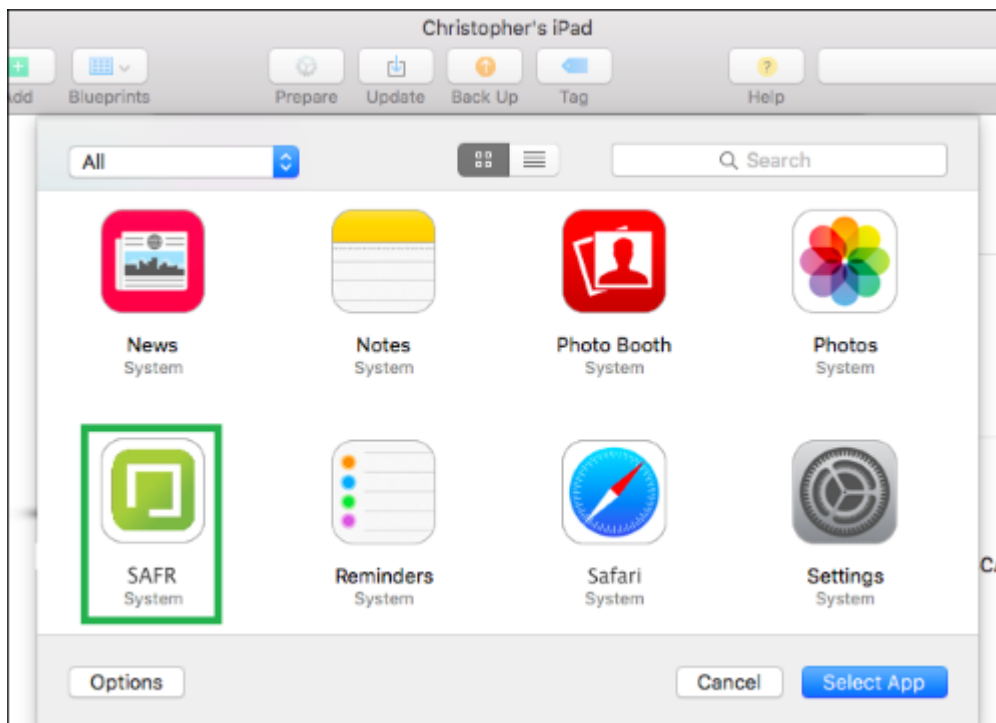 Christopher's iPad
Add Blueprints Prepare Update Back Up Tag Help
All Search
News Notes Photo Booth Photos
System System System System
SAFR Reminders Safari Settings
System System System System
Options Cancel Select App